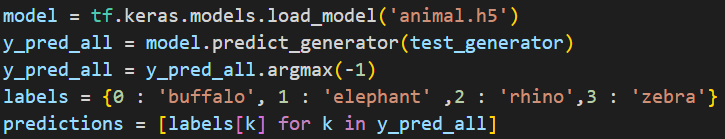 model = tf.keras.models.load_model('animal.h5')
y_pred_all = model.predict_generator(test_generator)
y_pred_all = y_pred_all.argmax(-1)
labels = {0 : 'buffalo', 1 : 'elephant' ,2 : 'rhino',3 : 'zebra'}
predictions = [labels[k] for k in y_pred_all]